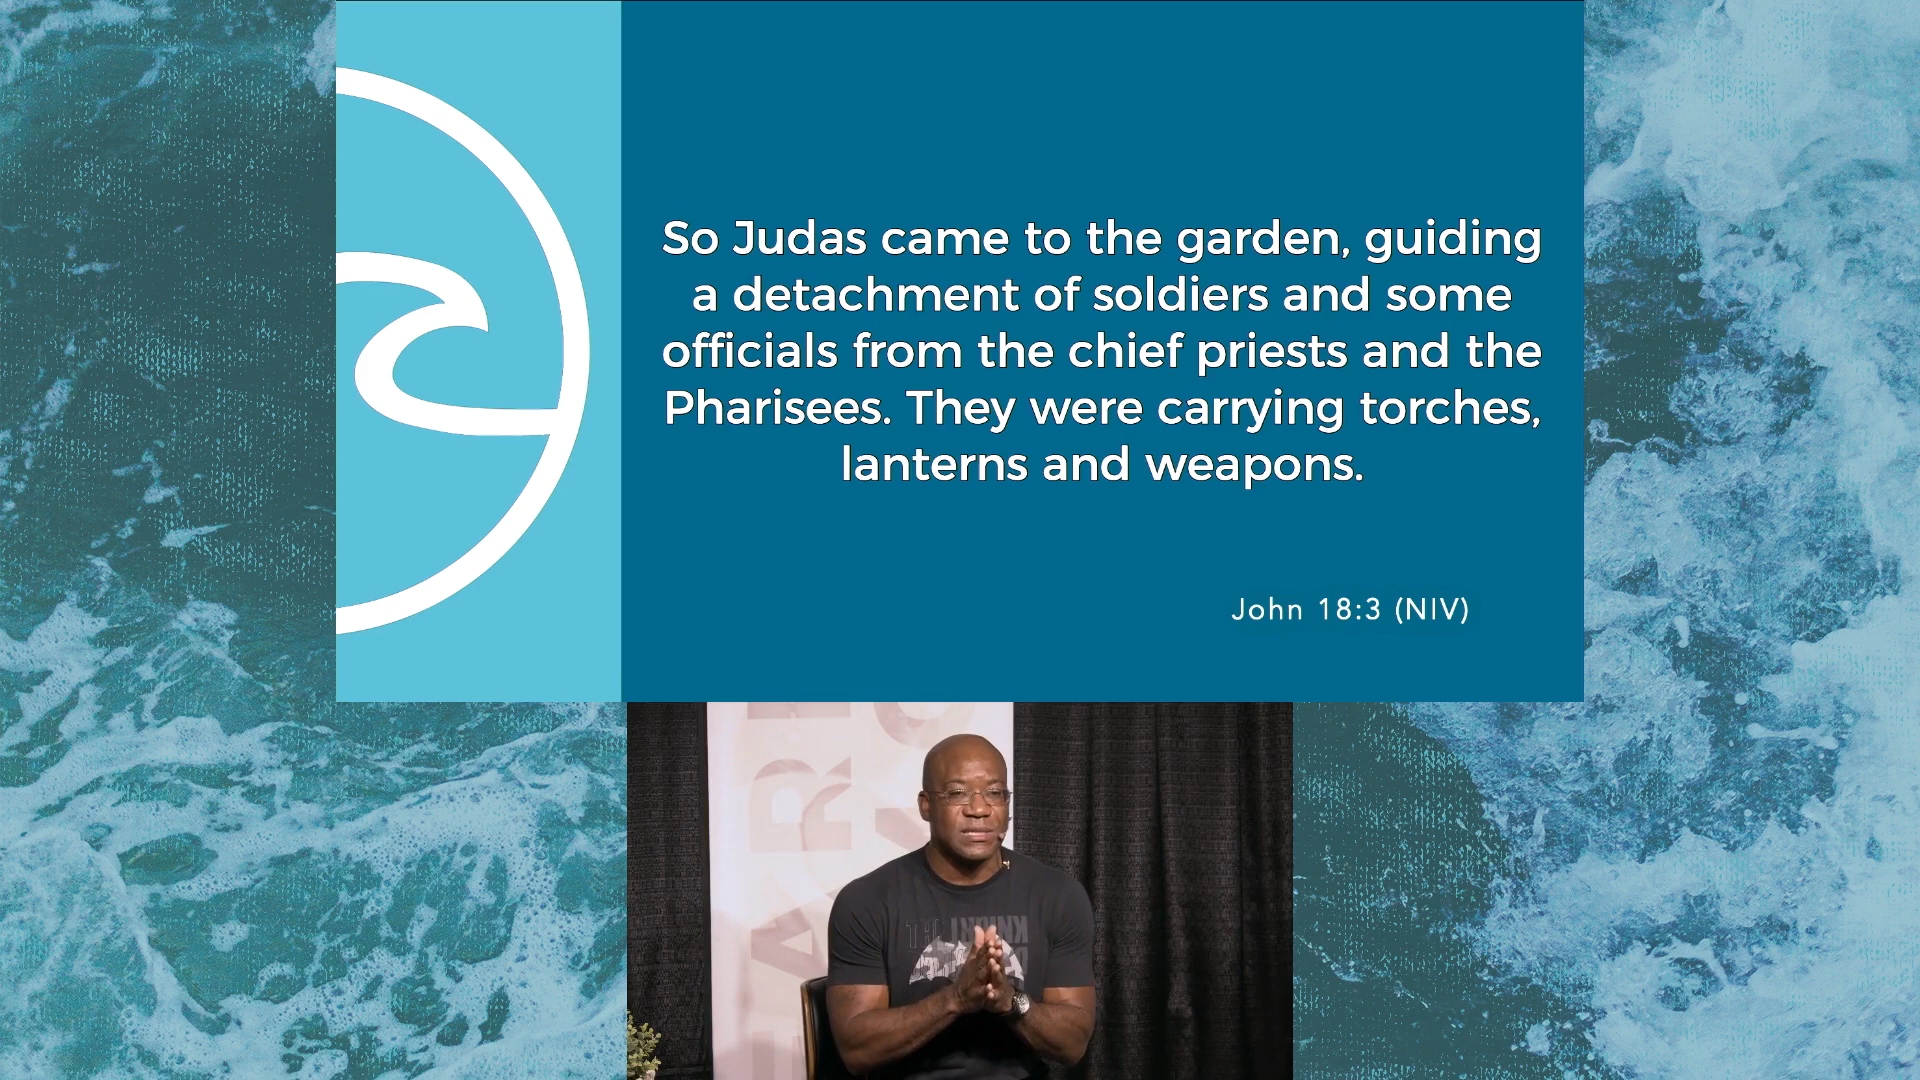 So Judas came to the garden, guiding
a detachment of soldiers and some
officials from the chief priests and the
Pharisees. They were carrying torches,
lanterns and weapons.
John 18:3 (NIV)